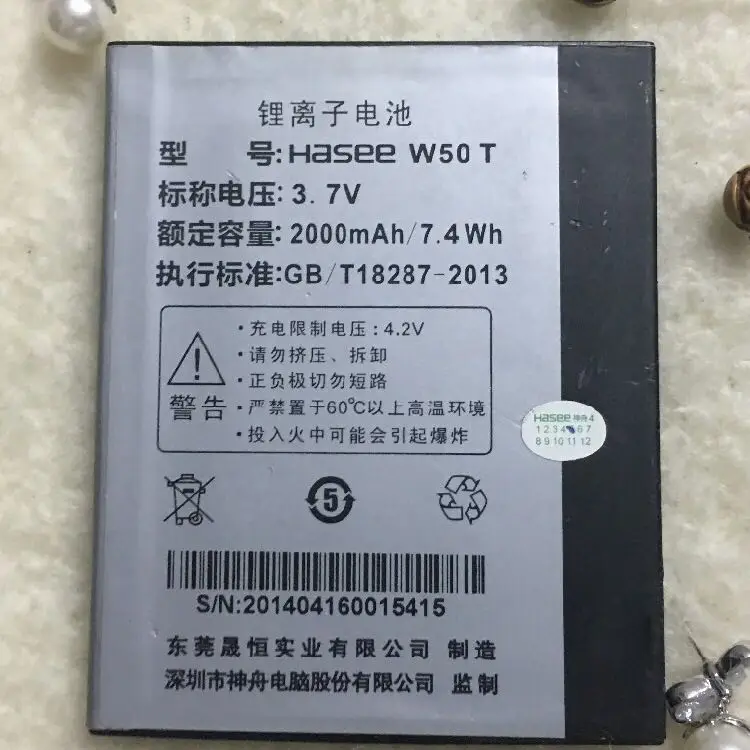 锂离子电池
型 号:Hasee W50 T
标称电压:3.7V
额定容量:2000mAh/7.4Wh
执行标准:GB/T18287-2013
·充电限制电压:4.2V
·请勿挤压、拆卸
·正负极切勿短路
·严禁置于60℃以上高温环境
·投入火中可能会引起爆炸
警告
5
S/N:201404160015415
东莞晟恒实业有限公司 制造
深圳市神舟电脑股份有限公司 监制
Hasee 神舟 4
1 2 3 4 6 7
8 9 10 11 12